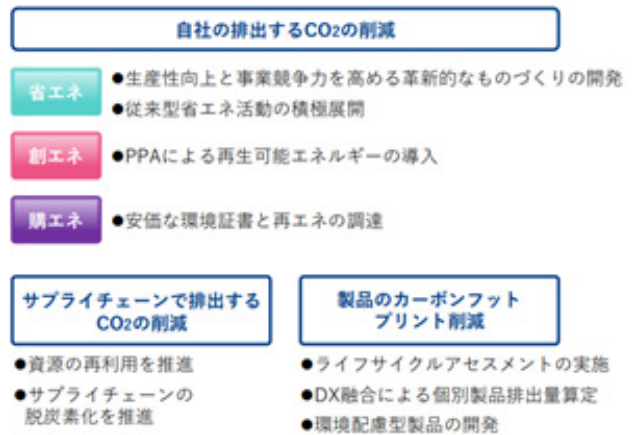 自社の排出するCO₂の削減
省エネ
●生産性向上と事業競争力を高める革新的なものづくりの開発
●従来型省エネ活動の積極展開
創エネ
●PPAによる再生可能エネルギーの導入
購エネ
●安価な環境証書と再エネの調達
サプライチェーンで排出する
CO₂の削減
●資源の再利用を推進
●サプライチェーンの
脱炭素化を推進
製品のカーボンフット
プリント削減
●ライフサイクルアセスメントの実施
●DX融合による個別製品排出量算定
●環境配慮型製品の開発